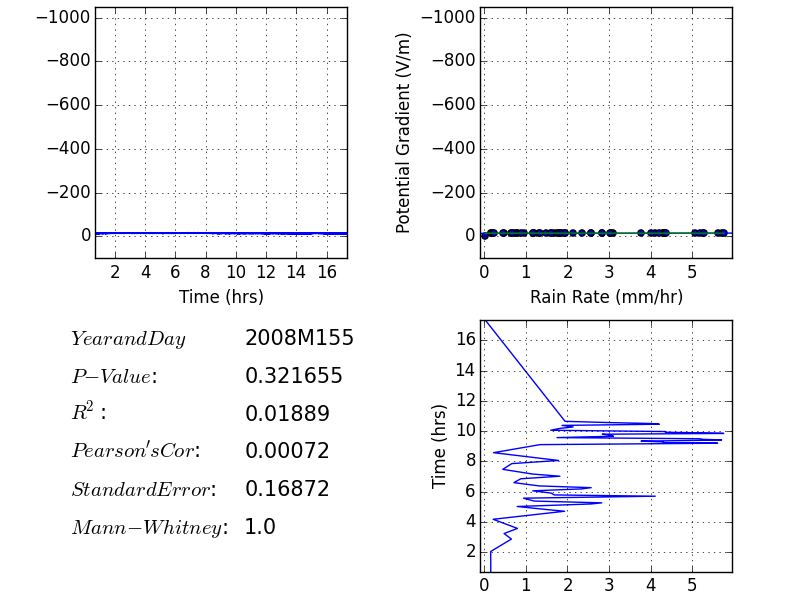 −1000
−800
−600
−400
−200
0
2 4 6 8 10 12 14 16
Time (hrs)
Potential Gradient (V/m)
−1000
−800
−600
−400
−200
0
0 1 2 3 4 5
Rain Rate (mm/hr)
YearandDay 2008M155
P−Value: 0.321655
R²: 0.01889
Pearson'sCor: 0.00072
StandardError: 0.16872
Mann−Whitney: 1.0
Time (hrs)
16
14
12
10
8
6
4
2
0 1 2 3 4 5